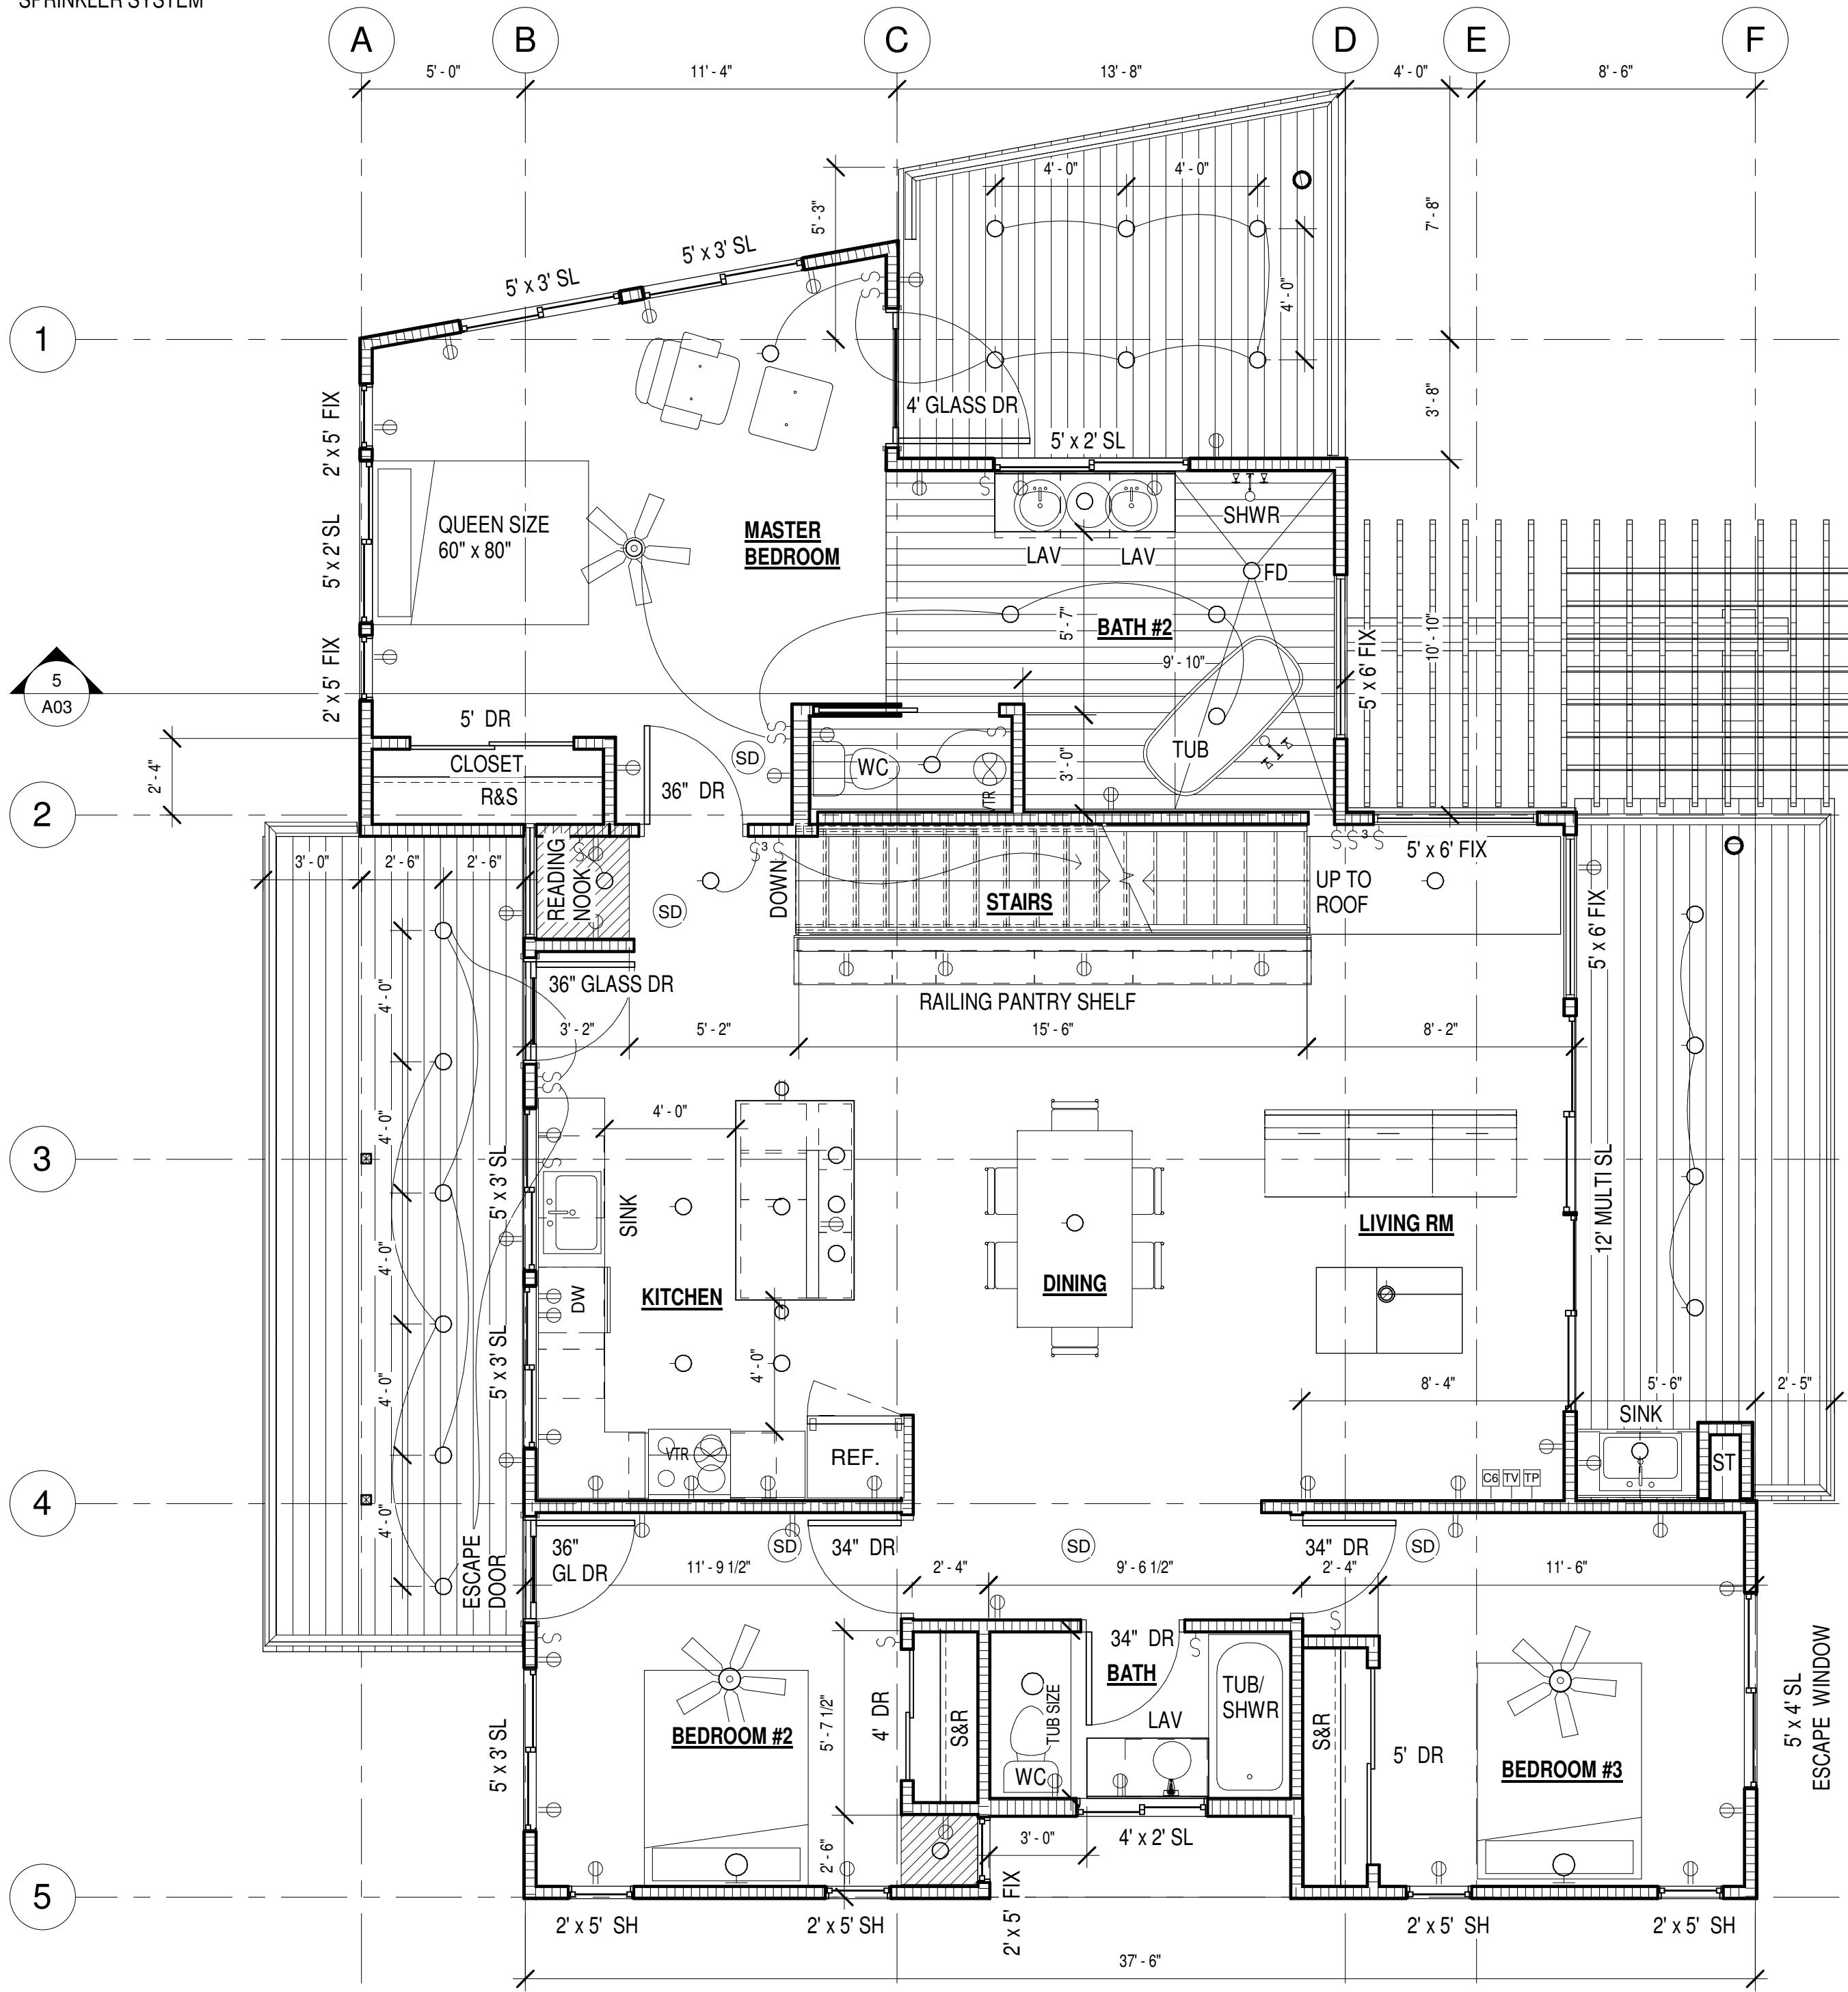 SPRINKLER SYSTEM
A
B
C
D
E
F
5' - 0"
11' - 4"
13' - 8"
4' - 0"
8' - 6"
4' - 0"
4' - 0"
5' - 3"
7' - 8"
5' x 3' SL
5' x 3' SL
4' - 0"
1
3' - 8"
2' x 5' FIX
4' GLASS DR
5' x 2' SL
QUEEN SIZE
60" x 80"
MASTER
BEDROOM
SHWR
LAV
LAV
FD
5' x 2' SL
5' - 7"
BATH #2
10' - 10"
9' - 10"
5' x 6' FIX
2' x 5' FIX
5
A03
5' DR
CLOSET
R&S
2' - 4"
SD
36" DR
WC
VTR
3' - 0"
TUB
2
3' - 0"
2' - 6"
2' - 6"
READING
NOOK
SD
3
DOWN
STAIRS
3
5' x 6' FIX
UP TO
ROOF
5' x 6' FIX
36" GLASS DR
RAILING PANTRY SHELF
3' - 2"
5' - 2"
15' - 6"
8' - 2"
4' - 0"
4' - 0"
4' - 0"
3
5' x 3' SL
SINK
12' MULTI SL
LIVING RM
4' - 0"
DW
KITCHEN
DINING
5' x 3' SL
4' - 0"
4' - 0"
8' - 4"
5' - 6"
2' - 5"
SINK
VTR
REF.
ST
C6
TV
TP
4
4' - 0"
ESCAPE
DOOR
36"
GL DR
SD
34" DR
SD
34" DR
SD
11' - 9 1/2"
2' - 4"
9' - 6 1/2"
2' - 4"
11' - 6"
34" DR
BATH
TUB SIZE
TUB/
SHWR
LAV
WC
5' x 3' SL
BEDROOM #2
5' - 7 1/2"
4' DR
S&R
S&R
5' DR
BEDROOM #3
5' x 4' SL
ESCAPE WINDOW
2' - 6"
3' - 0"
4' x 2' SL
5
2' x 5' SH
2' x 5' SH
2' x 5' FIX
2' x 5' SH
2' x 5' SH
37' - 6"